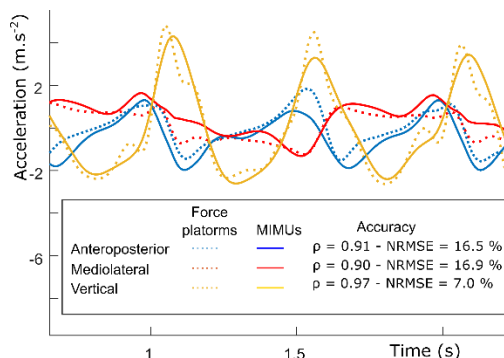 Acceleration (m.s⁻²)
2
-2
-6
Force
platorms MIMUs Accuracy
Anteroposterior ρ = 0.91 - NRMSE = 16.5 %
Mediolateral ρ = 0.90 - NRMSE = 16.9 %
Vertical ρ = 0.97 - NRMSE = 7.0 %
1 1.5 Time (s)